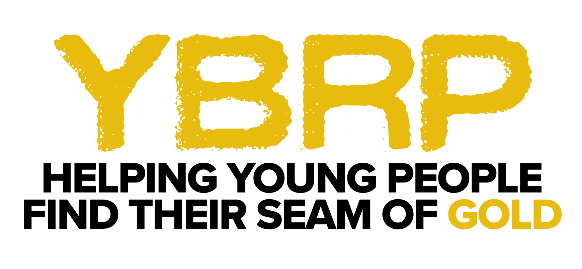 YBRP
HELPING YOUNG PEOPLE
FIND THEIR SEAM OF GOLD